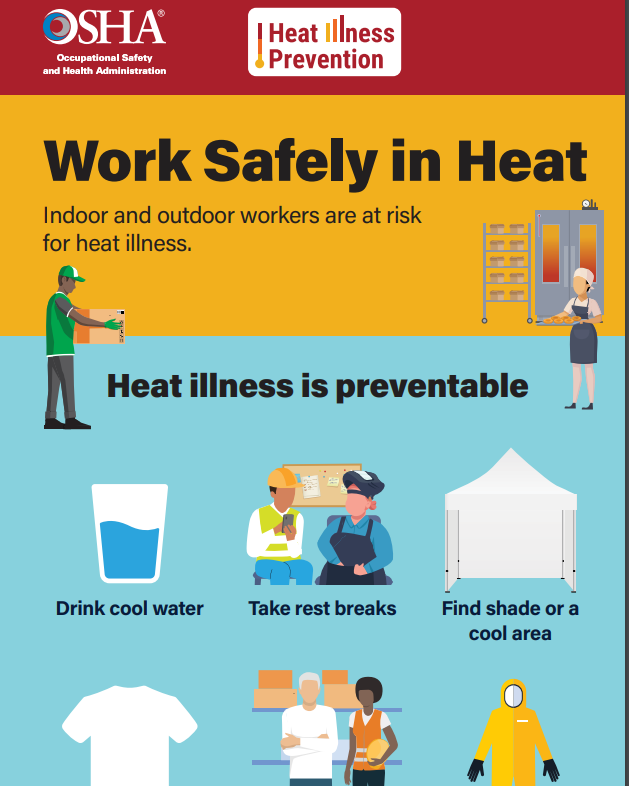 OSHA®
Occupational Safety
and Health Administration
Heat Illness
Prevention
Work Safely in Heat
Indoor and outdoor workers are at risk
for heat illness.
Heat illness is preventable
Drink cool water
Take rest breaks
Find shade or a
cool area